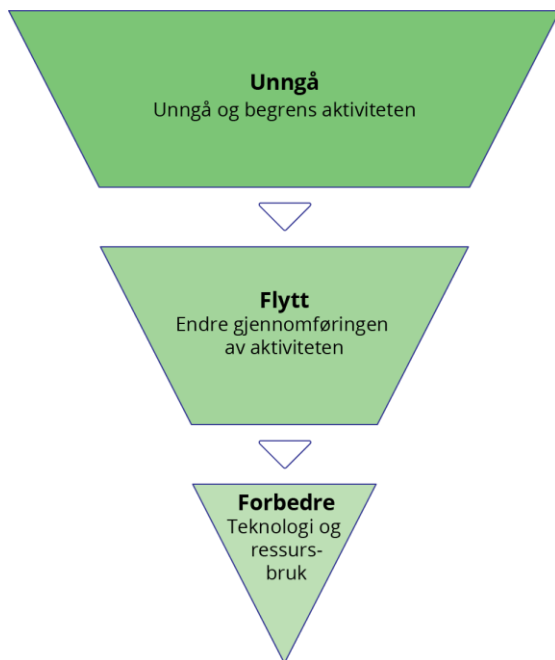 Unngå
Unngå og begrens aktiviteten
Flytt
Endre gjennomføringen
av aktiviteten
Forbedre
Teknologi og
ressurs-
bruk